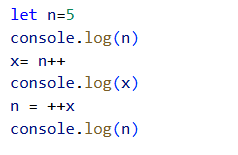 let n=5
console.log(n)
x= n++
console.log(x)
n = ++x
console.log(n)